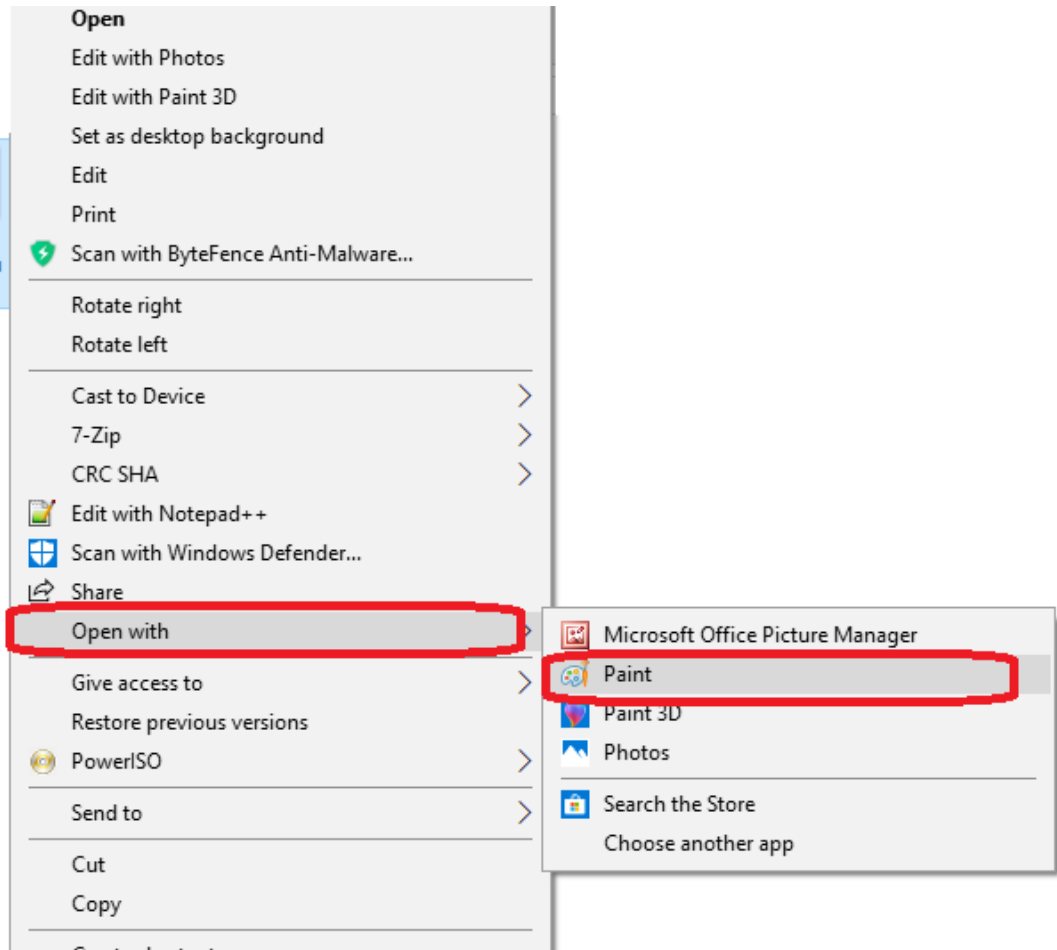 Open
Edit with Photos
Edit with Paint 3D
Set as desktop background
Edit
Print
Scan with ByteFence Anti-Malware...
Rotate right
Rotate left
Cast to Device
7-Zip
CRC SHA
Edit with Notepad++
Scan with Windows Defender...
Share
Open with
Give access to
Restore previous versions
PowerISO
Send to
Cut
Copy
Microsoft Office Picture Manager
Paint
Paint 3D
Photos
Search the Store
Choose another app